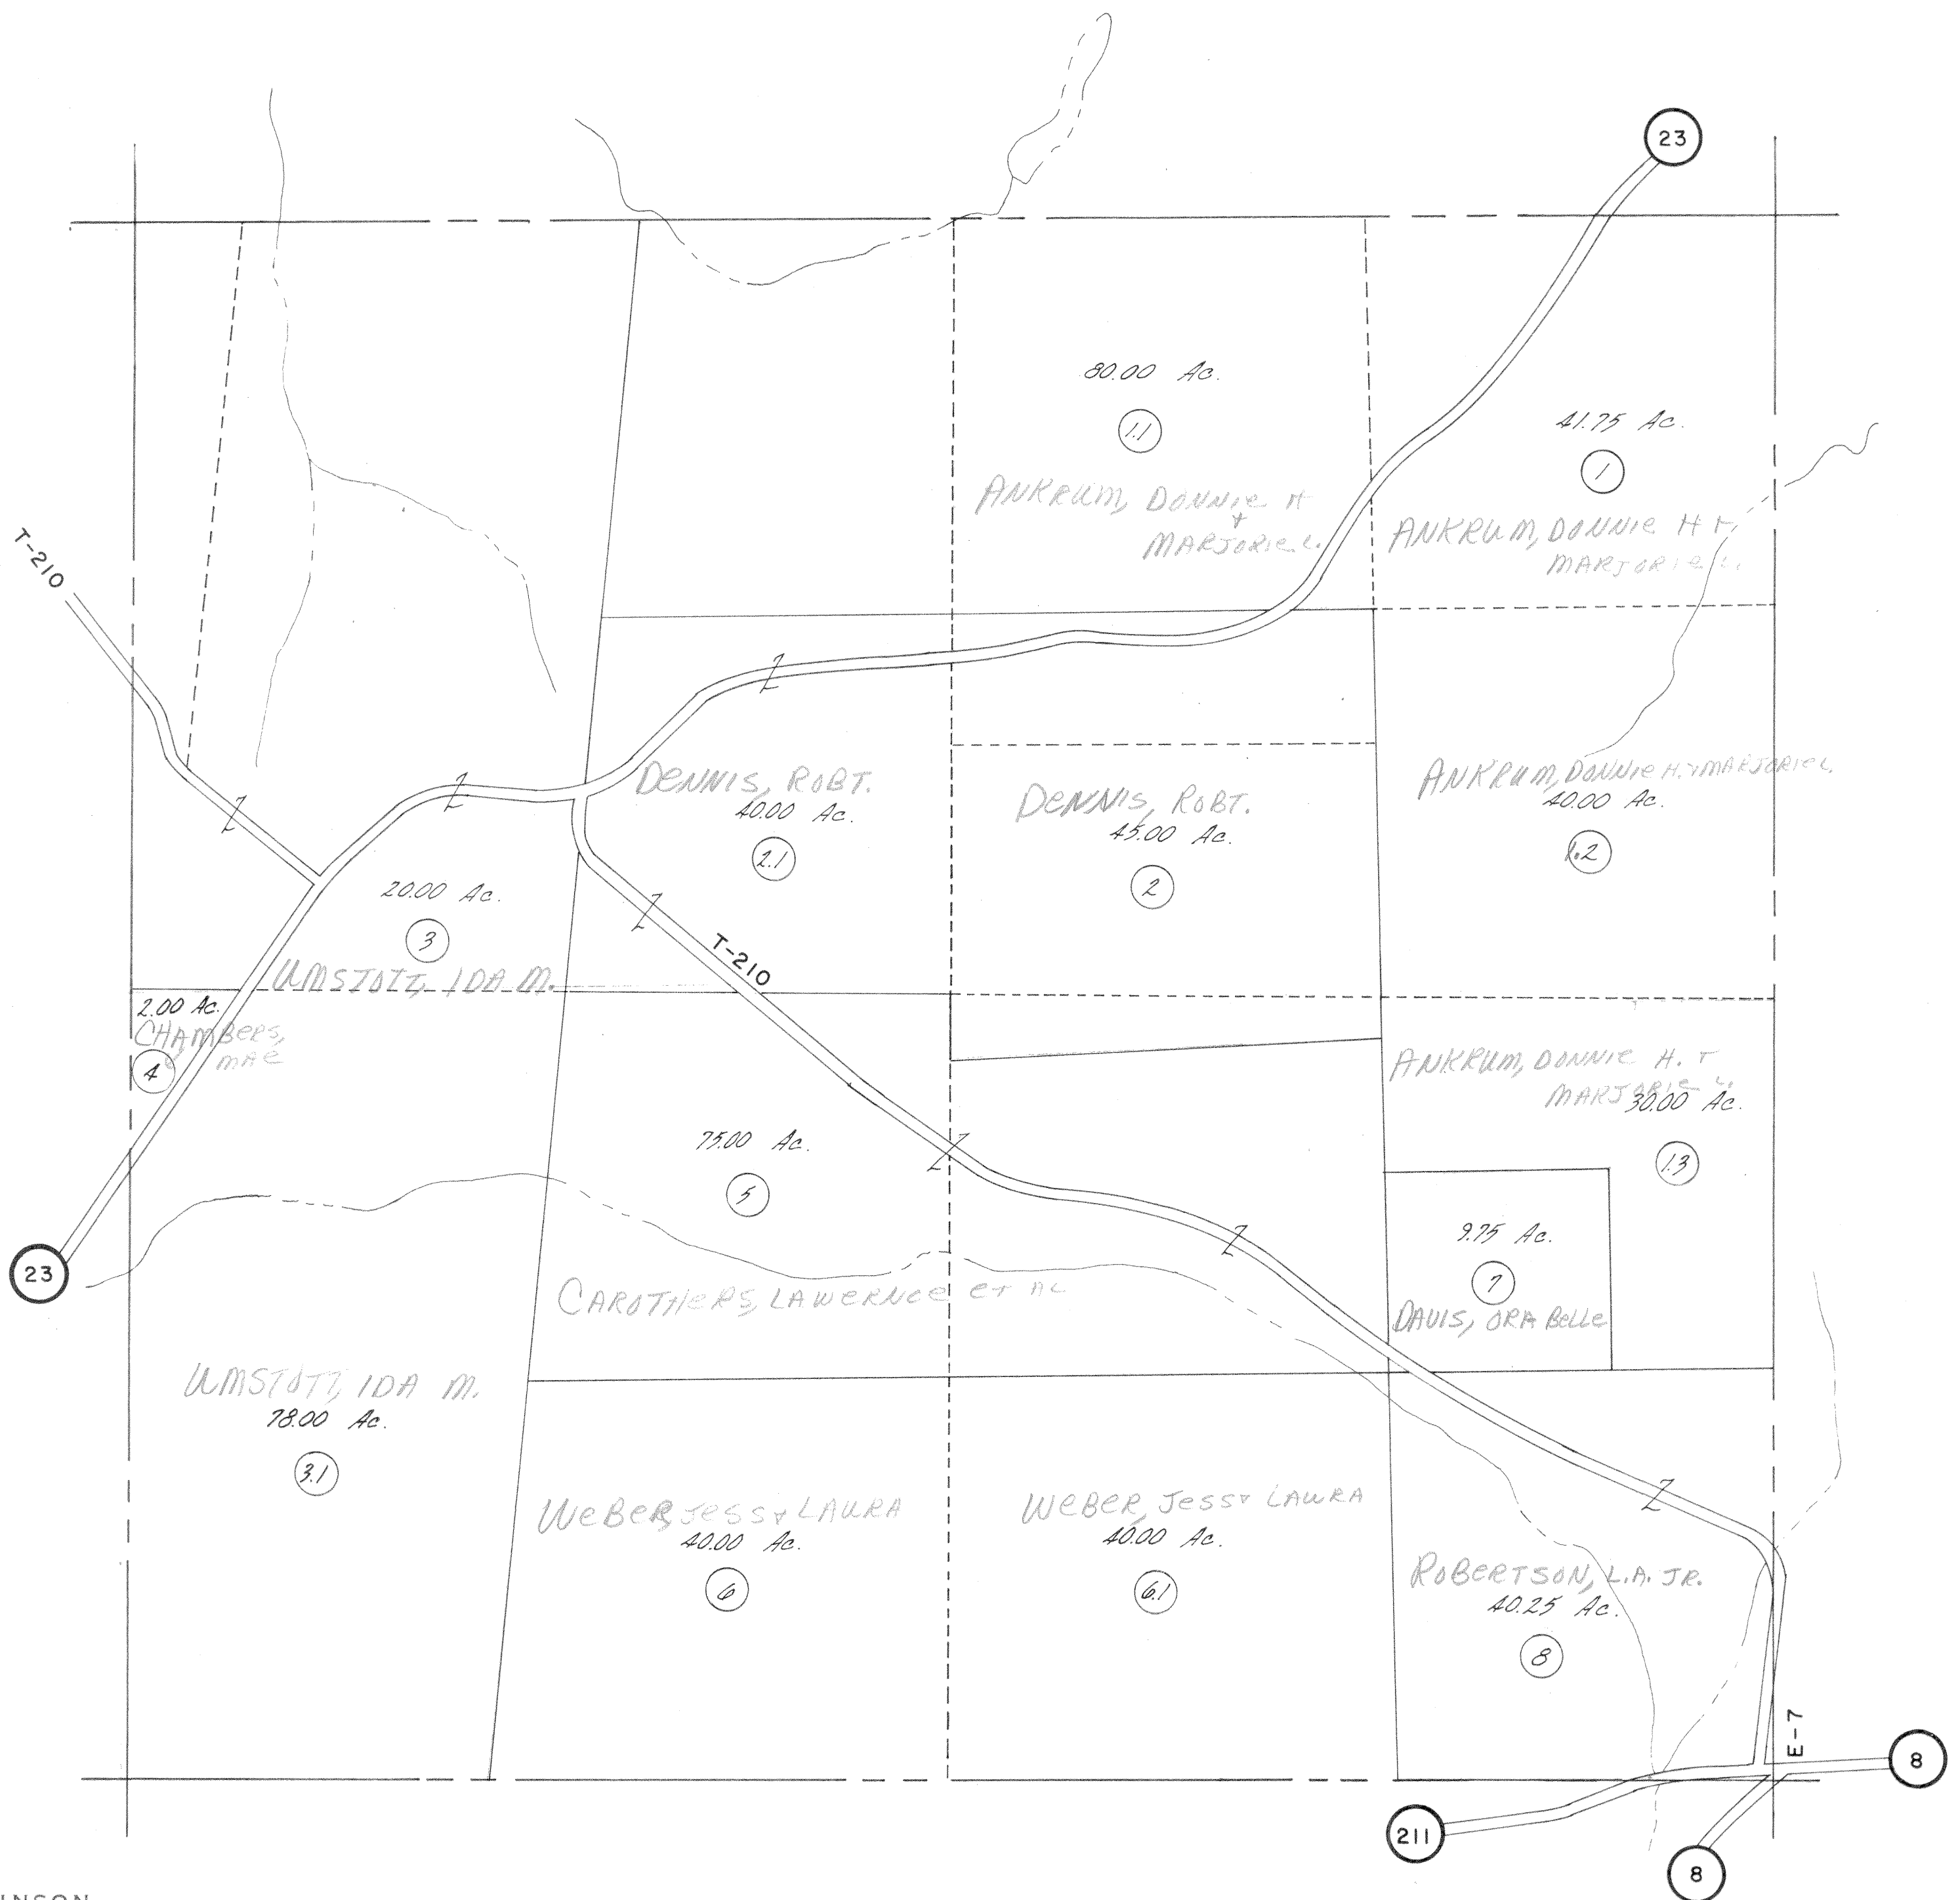 23
80.00 Ac.
1.1
ANKRUM, DONNIE H
+
MARJORIE L.
41.75 Ac.
1
ANKRUM, DONNIE H +
MARJORIE L.
T-210
DENNIS, ROBT.
40.00 Ac.
2.1
DENNIS, ROBT.
45.00 Ac.
2
ANKRUM, DONNIE H. + MARJORIE L.
40.00 Ac.
1.2
20.00 Ac.
3
UMSTOTT, IDA M.
T-210
2.00 Ac.
CHAMBERS,
MAE
4
ANKRUM, DONNIE H. +
MARJORIE L.
30.00 Ac.
1.3
75.00 Ac.
5
CAROTHERS, LAWERNCE ET AL
9.75 Ac.
7
DAVIS, ORA BELLE
23
UMSTOTT, IDA M.
78.00 Ac.
3.1
WEBER, JESS + LAURA
40.00 Ac.
6
WEBER, JESS + LAURA
40.00 Ac.
6.1
ROBERTSON, L.A. JR.
40.25 Ac.
8
E-7
8
211
8